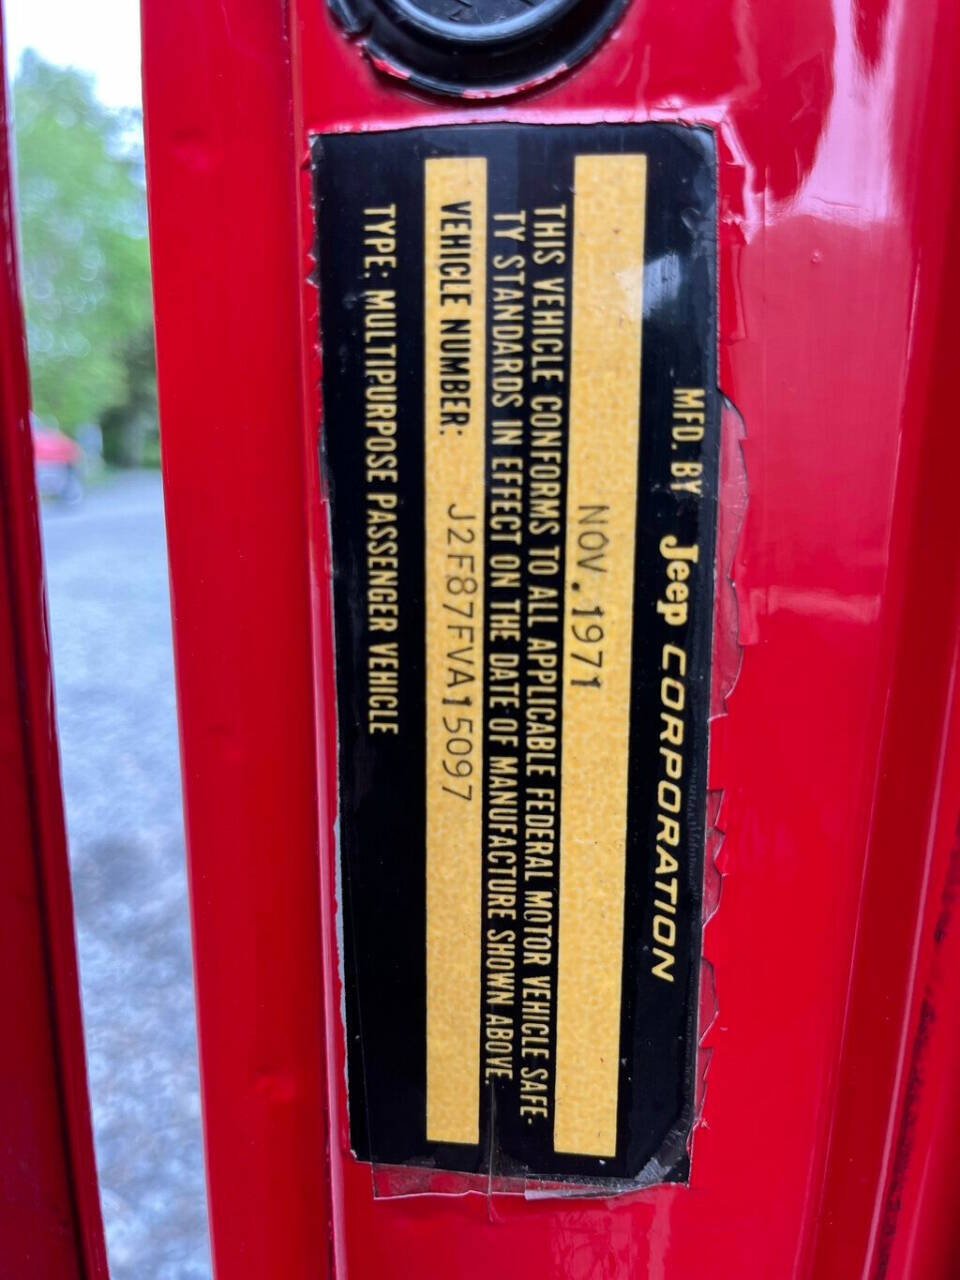 MFD. BY Jeep CORPORATION
NOV. 1971
THIS VEHICLE CONFORMS TO ALL APPLICABLE FEDERAL MOTOR VEHICLE SAFE-
TY STANDARDS IN EFFECT ON THE DATE OF MANUFACTURE SHOWN ABOVE.
VEHICLE NUMBER: J2F87FVA15097
TYPE: MULTIPURPOSE PASSENGER VEHICLE